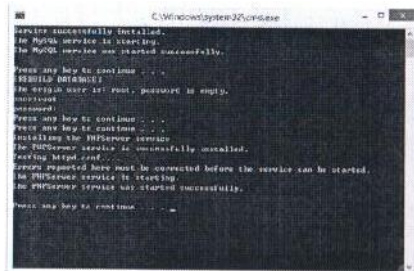 C:\Windows\system32\cmd.exe
Service successfully installed.
The MySQL service is starting.
The MySQL service was started successfully.
Press any key to continue . . .
[REBUILD DATABASE]
The origin user is: root, password is empty.
password:
Press any key to continue . . .
Press any key to continue . . .
Installing the PHPServer service
The PHPServer service is successfully installed.
Testing httpd.conf....
Errors reported here must be corrected before the service can be started.
The PHPServer service is starting.
The PHPServer service was started successfully.
Press any key to continue . . .